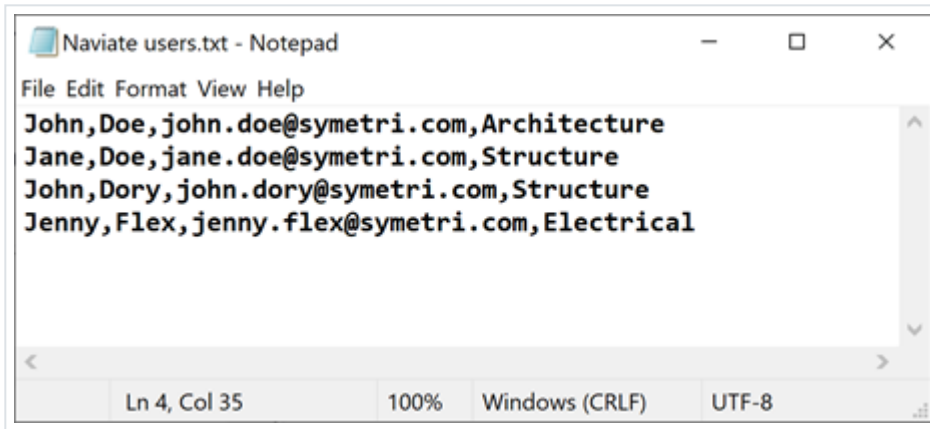 Naviate users.txt - Notepad
File Edit Format View Help
John,Doe,john.doe@symetri.com,Architecture
Jane,Doe,jane.doe@symetri.com,Structure
John,Dory,john.dory@symetri.com,Structure
Jenny,Flex,jenny.flex@symetri.com,Electrical
Ln 4, Col 35 100% Windows (CRLF) UTF-8